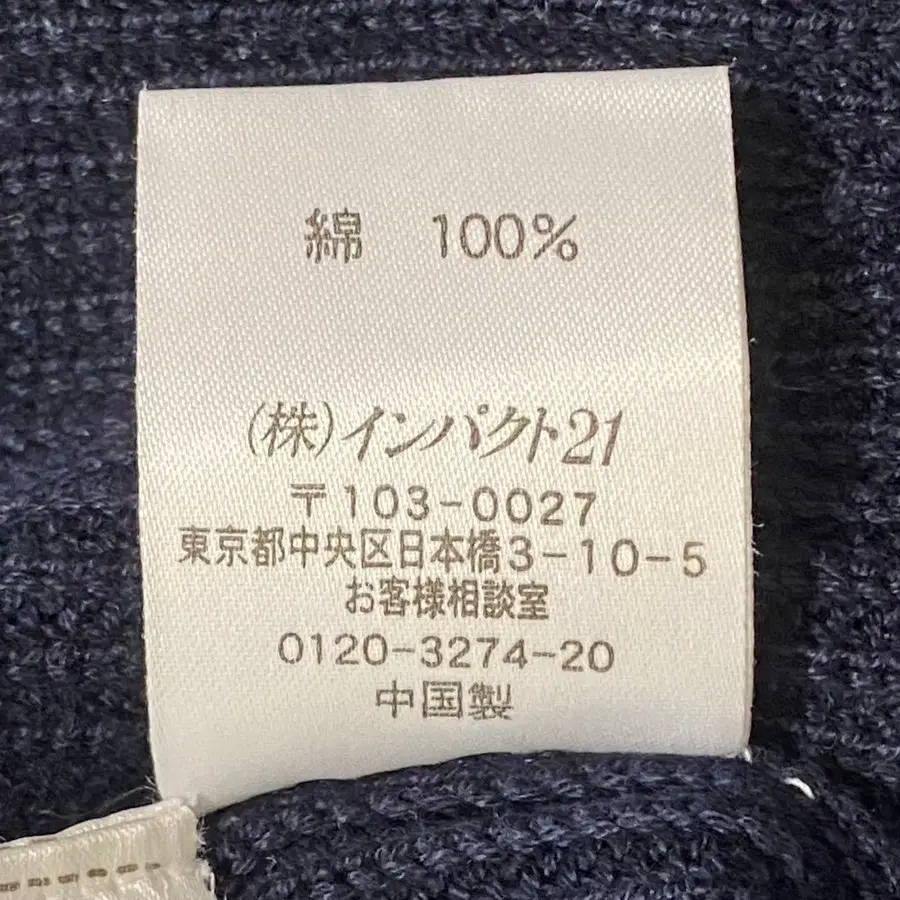 綿　100%
(株)インパクト21
〒103-0027
東京都中央区日本橋3-10-5
お客様相談室
0120-3274-20
中国製